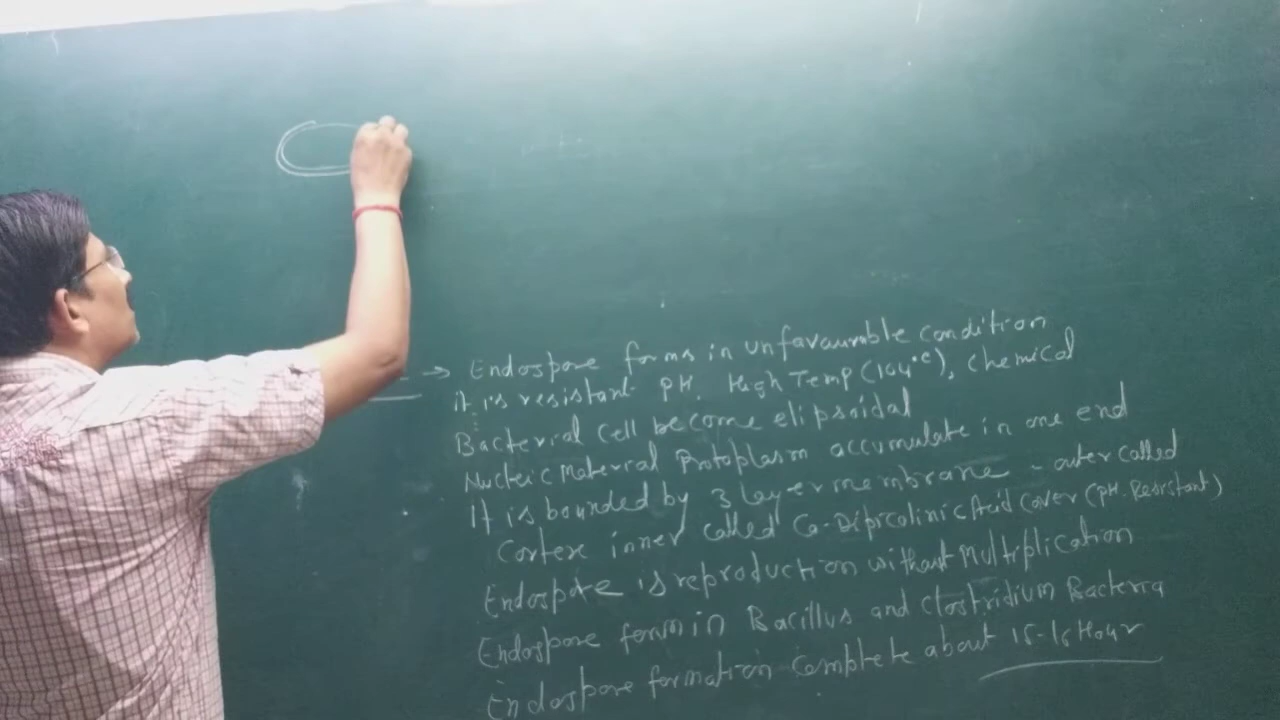 → Endospore forms in unfavourable condition
it is resistant PH. High Temp (104°C), Chemical
Bacterial Cell become elipsoidal
Nucleic Material Protoplasm accumulate in one end
It is bounded by 3 layer membrane - outer called
Cortex inner called Ca-Dipicolinic Acid cover (PH. Resistant)
Endospore is reproduction without Multiplication
Endospore form in Bacillus and Clostridium Bacteria
Endospore formation complete about Hour